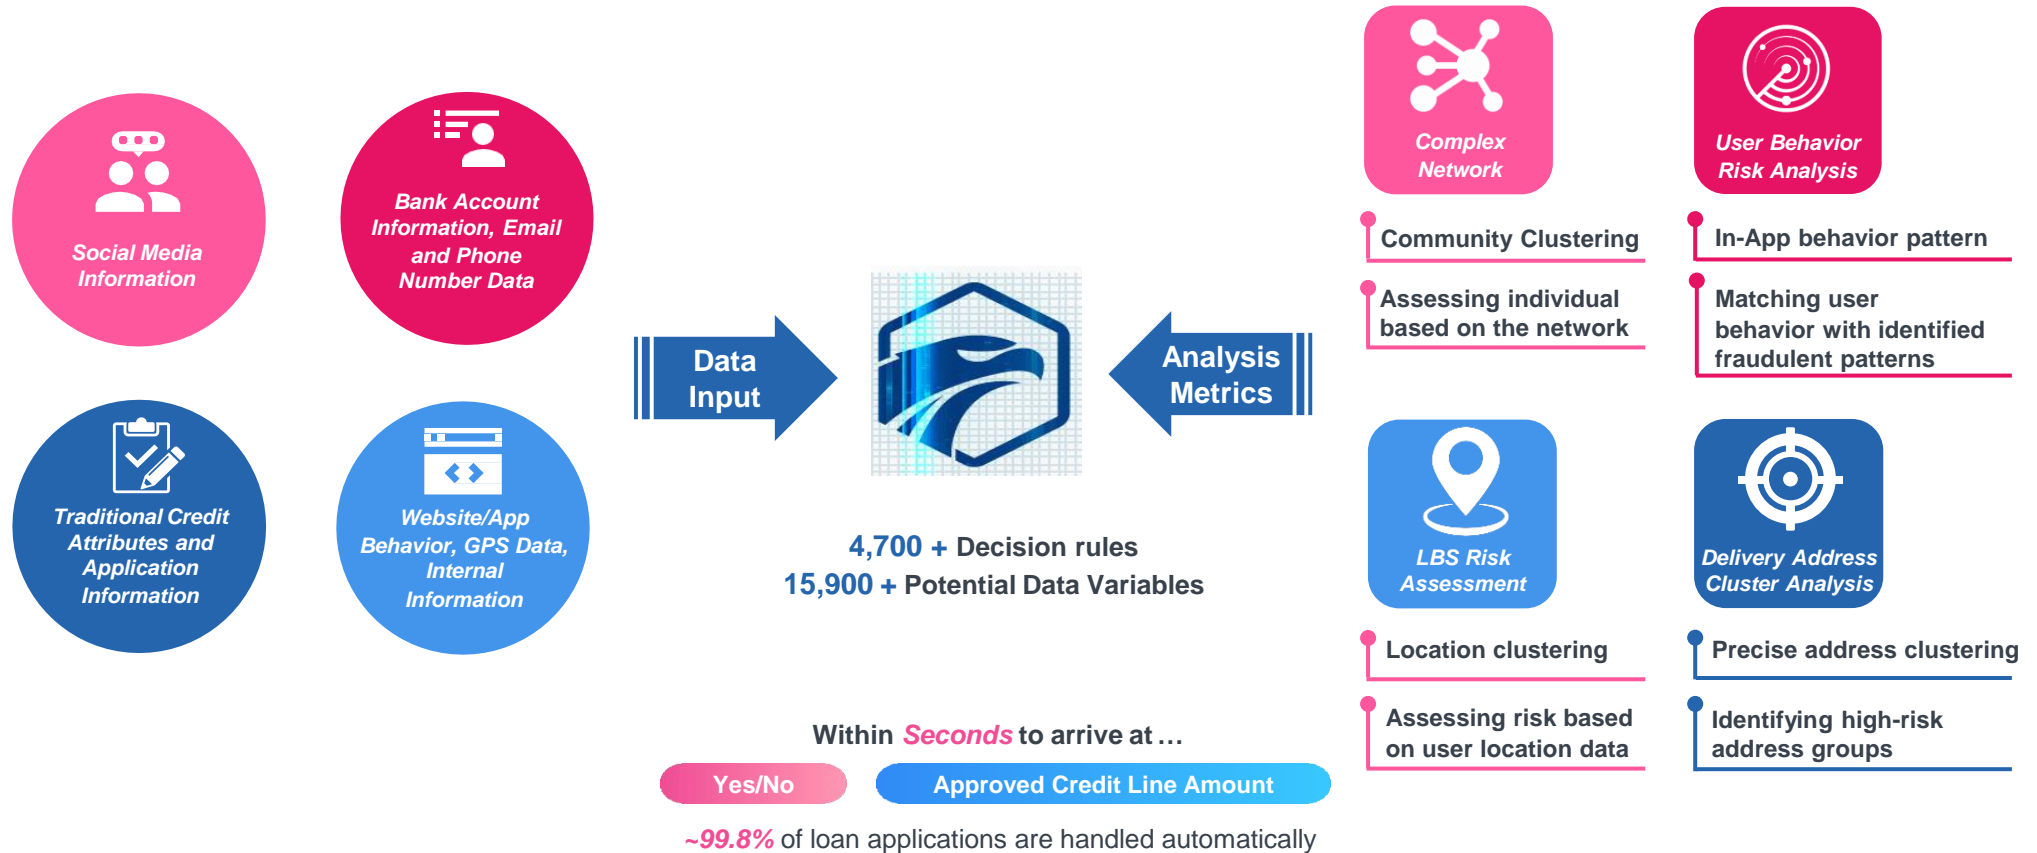 Social Media
Information
Bank Account
Information, Email
and Phone
Number Data
Traditional Credit
Attributes and
Application
Information
Website/App
Behavior, GPS Data,
Internal
Information
Data
Input
4,700 + Decision rules
15,900 + Potential Data Variables
Analysis
Metrics
Within Seconds to arrive at ...
Yes/No
Approved Credit Line Amount
~99.8% of loan applications are handled automatically
Complex
Network
Community Clustering
Assessing individual
based on the network
User Behavior
Risk Analysis
In-App behavior pattern
Matching user
behavior with identified
fraudulent patterns
LBS Risk
Assessment
Location clustering
Assessing risk based
on user location data
Delivery Address
Cluster Analysis
Precise address clustering
Identifying high-risk
address groups